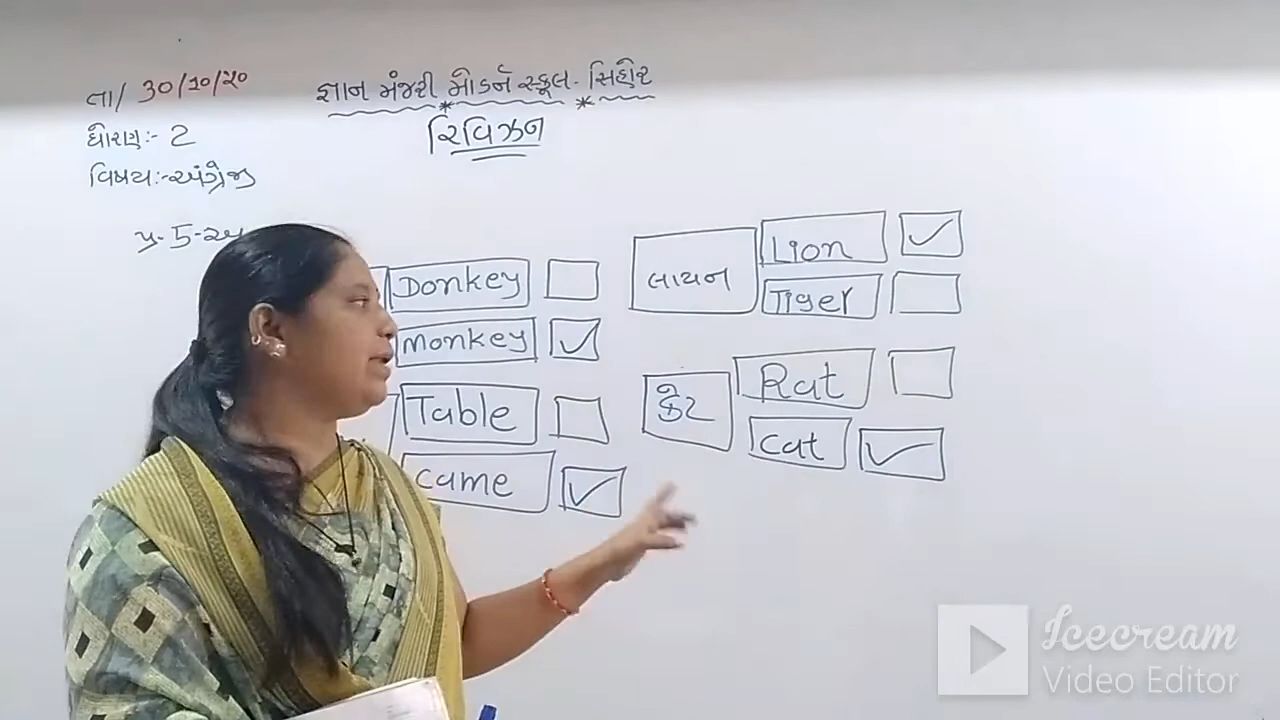 તા/ 30/10/20
જ્ઞાન મંજરી મોડર્ન સ્કૂલ - સિહોર
ધોરણ:- 2
રિવિઝન
વિષય:- અંગ્રેજી
પ્ર-5-અ
Donkey
monkey
Table
came
લાયન
Lion
Tiger
કેટ
Rat
cat
Icecream
Video Editor